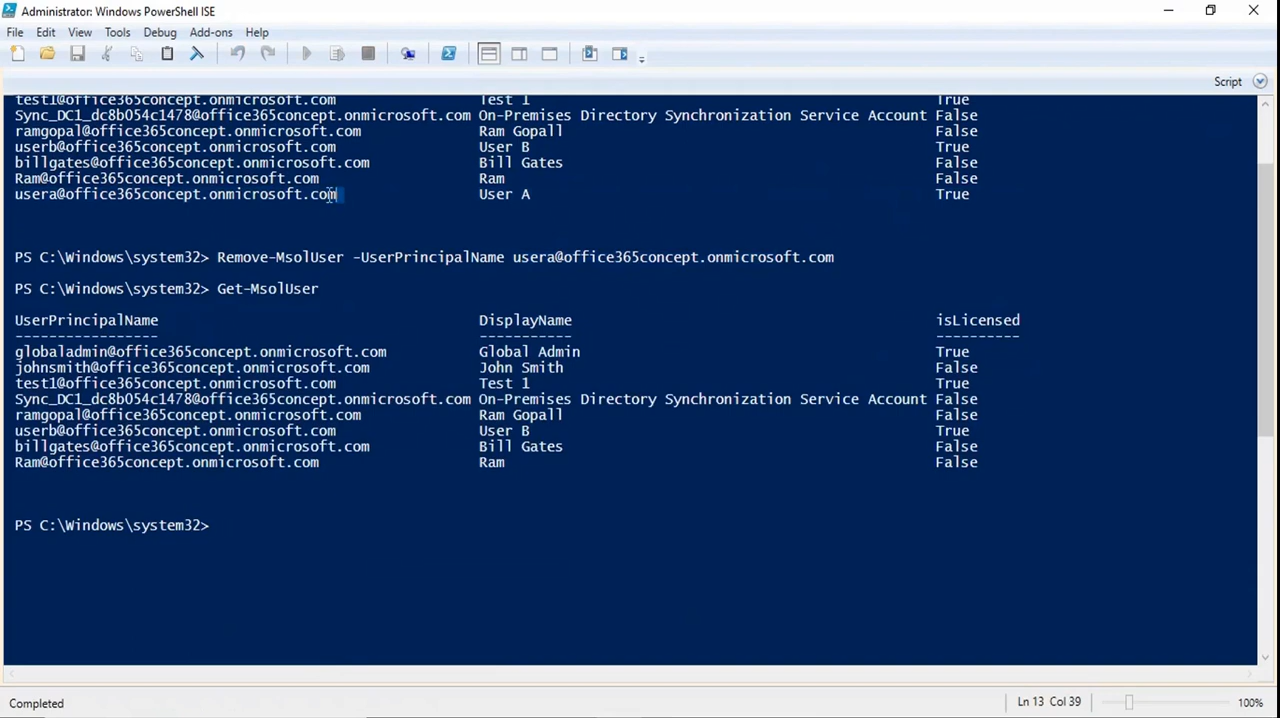 Administrator: Windows PowerShell ISE
File Edit View Tools Debug Add-ons Help
Script
test1@office365concept.onmicrosoft.com Test 1 True
Sync_DC1_dc8b054c1478@office365concept.onmicrosoft.com On-Premises Directory Synchronization Service Account False
ramgopal@office365concept.onmicrosoft.com Ram Gopall False
userb@office365concept.onmicrosoft.com User B True
billgates@office365concept.onmicrosoft.com Bill Gates False
Ram@office365concept.onmicrosoft.com Ram False
usera@office365concept.onmicrosoft.com User A True
PS C:\Windows\system32> Remove-MsolUser -UserPrincipalName usera@office365concept.onmicrosoft.com
PS C:\Windows\system32> Get-MsolUser
UserPrincipalName DisplayName isLicensed
----------------- ----------- ----------
globaladmin@office365concept.onmicrosoft.com Global Admin True
johnsmith@office365concept.onmicrosoft.com John Smith False
test1@office365concept.onmicrosoft.com Test 1 True
Sync_DC1_dc8b054c1478@office365concept.onmicrosoft.com On-Premises Directory Synchronization Service Account False
ramgopal@office365concept.onmicrosoft.com Ram Gopall False
userb@office365concept.onmicrosoft.com User B True
billgates@office365concept.onmicrosoft.com Bill Gates False
Ram@office365concept.onmicrosoft.com Ram False
PS C:\Windows\system32>
Completed Ln 13 Col 39 100%